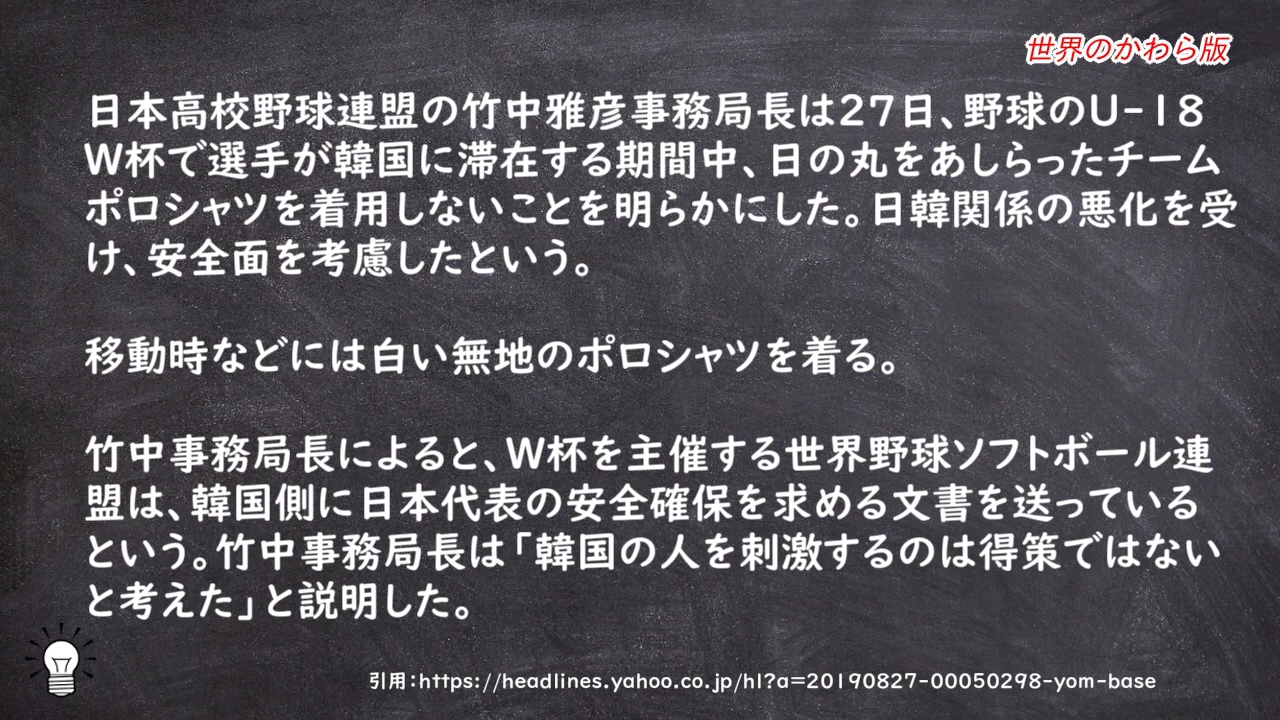 世界のかわら版
日本高校野球連盟の竹中雅彦事務局長は27日、野球のU-18
W杯で選手が韓国に滞在する期間中、日の丸をあしらったチーム
ポロシャツを着用しないことを明らかにした。日韓関係の悪化を受
け、安全面を考慮したという。
移動時などには白い無地のポロシャツを着る。
竹中事務局長によると、W杯を主催する世界野球ソフトボール連
盟は、韓国側に日本代表の安全確保を求める文書を送っている
という。竹中事務局長は「韓国の人を刺激するのは得策ではない
と考えた」と説明した。
引用:https://headlines.yahoo.co.jp/hl?a=20190827-00050298-yom-base